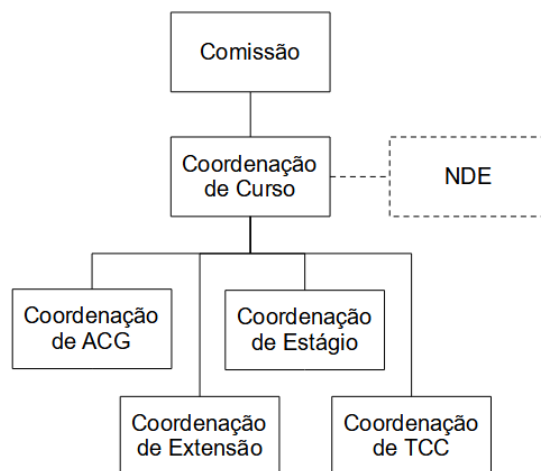 Comissão
Coordenação
de Curso
NDE
Coordenação
de ACG
Coordenação
de Estágio
Coordenação
de Extensão
Coordenação
de TCC